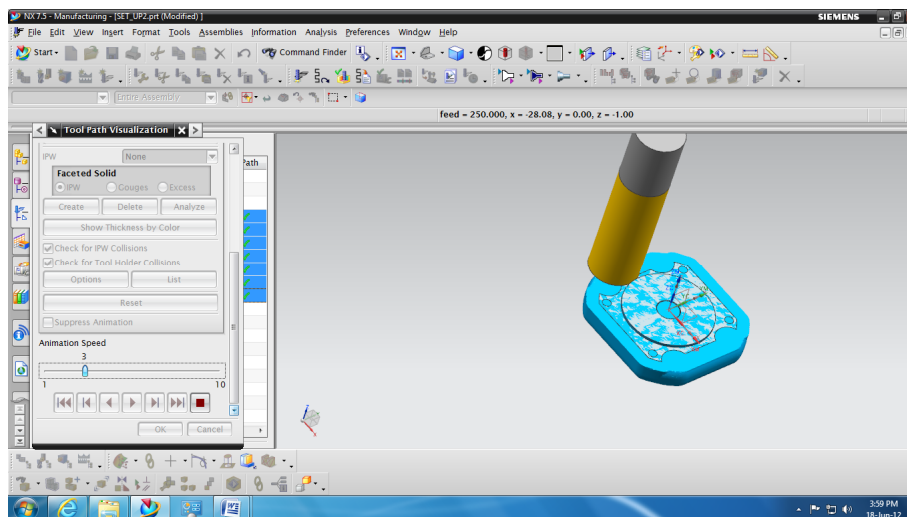 NX 7.5 - Manufacturing - [SET_UP2.prt (Modified) ]
SIEMENS
File Edit View Insert Format Tools Assemblies Information Analysis Preferences Window Help
Start Command Finder
Entire Assembly
feed = 250.000, x = -28.08, y = 0.00, z = -1.00
Tool Path Visualization
IPW None
Path
Faceted Solid
IPW Gouges Excess
Create Delete Analyze
Show Thickness by Color
Check for IPW Collisions
Check for Tool Holder Collisions
Options List
Reset
Suppress Animation
Animation Speed
3
1 10
OK Cancel
3:59 PM
18-Jun-12